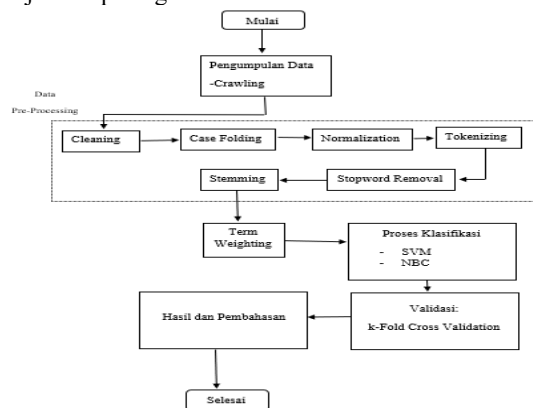 Mulai
Pengumpulan Data
-Crawling
Data
Pre-Processing
Cleaning
Case Folding
Normalization
Tokenizing
Stemming
Stopword Removal
Term
Weighting
Proses Klasifikasi
- SVM
- NBC
Hasil dan Pembahasan
Validasi:
k-Fold Cross Validation
Selesai